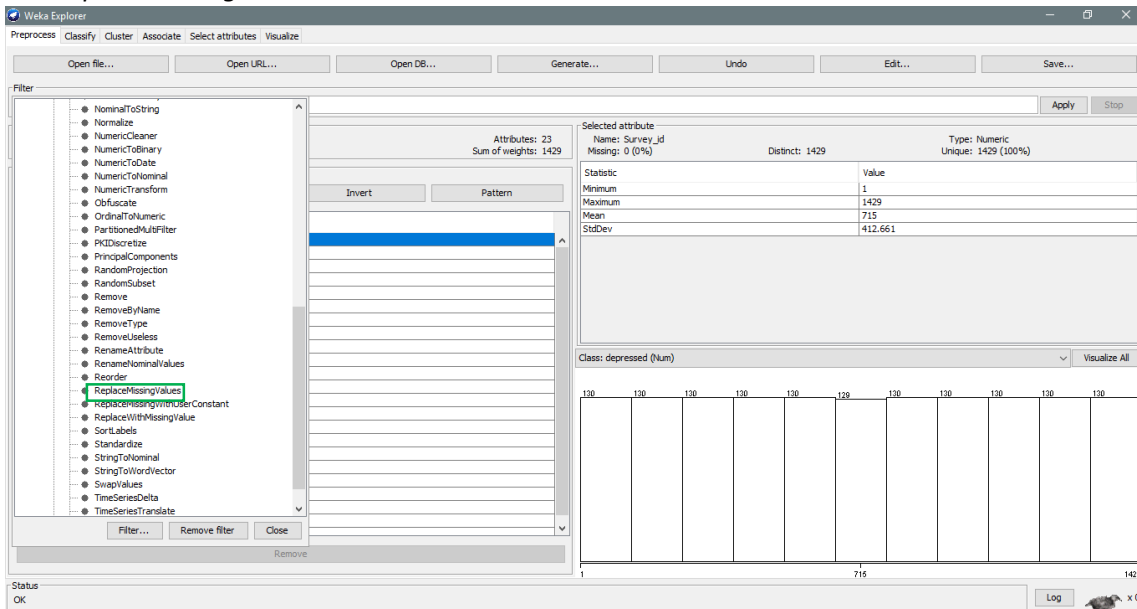 Weka Explorer
Preprocess Classify Cluster Associate Select attributes Visualize
Open file... Open URL... Open DB... Generate... Undo Edit... Save...
Filter
Apply Stop
NominalToString
Normalize
NumericCleaner
NumericToBinary
NumericToDate
NumericToNominal
NumericTransform
Obfuscate
OrdinalToNumeric
PartitionedMultiFilter
PKIDiscretize
PrincipalComponents
RandomProjection
RandomSubset
Remove
RemoveByName
RemoveType
RemoveUseless
RenameAttribute
RenameNominalValues
Reorder
ReplaceMissingValues
ReplaceMissingWithUserConstant
ReplaceWithMissingValue
SortLabels
Standardize
StringToNominal
StringToWordVector
SwapValues
TimeSeriesDelta
TimeSeriesTranslate
Filter... Remove filter Close
Attributes: 23
Sum of weights: 1429
Invert Pattern
Remove
Selected attribute
Name: Survey_id Type: Numeric
Missing: 0 (0%) Distinct: 1429 Unique: 1429 (100%)
Statistic Value
Minimum 1
Maximum 1429
Mean 715
StdDev 412.661
Class: depressed (Num) Visualize All
130 130 130 130 130 129 130 130 130 130 130
1 715 142
Status
OK
Log x 0